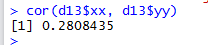 > cor(d13$xx, d13$yy)
[1] 0.2808435
>